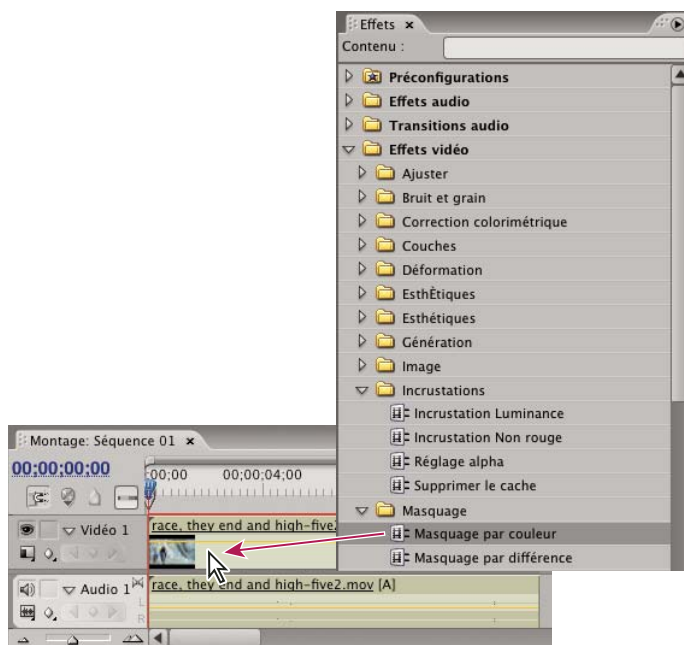 Effets
Contenu :
Préconfigurations
Effets audio
Transitions audio
Effets vidéo
Ajuster
Bruit et grain
Correction colorimétrique
Couches
Déformation
EsthÈtiques
Esthétiques
Génération
Image
Incrustations
Incrustation Luminance
Incrustation Non rouge
Réglage alpha
Supprimer le cache
Masquage
Masquage par couleur
Masquage par différence
Montage: Séquence 01
00;00;00;00
:00;00 00;00;04;00
Vidéo 1
race, they end and high-five2
Audio 1
race, they end and high-five2.mov [A]
L
R